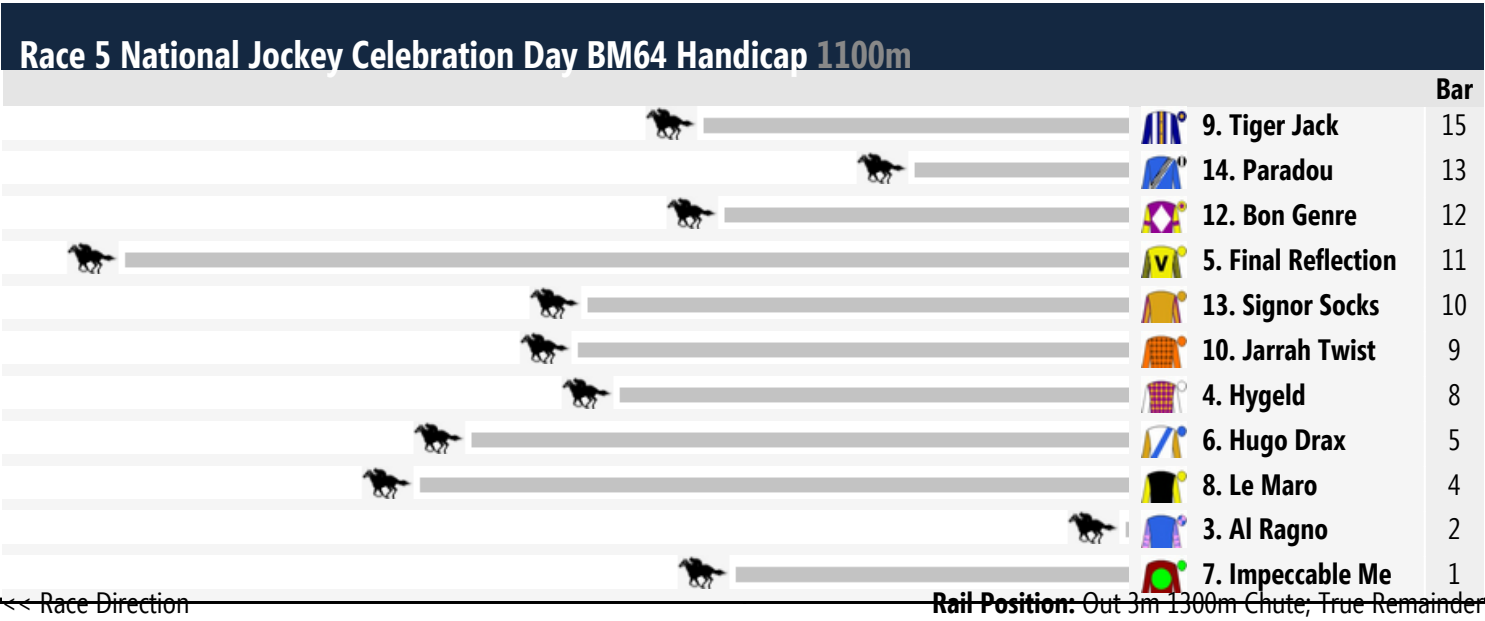 Race 5 National Jockey Celebration Day BM64 Handicap 1100m
Bar
9. Tiger Jack 15
14. Paradou 13
12. Bon Genre 12
V 5. Final Reflection 11
13. Signor Socks 10
10. Jarrah Twist 9
4. Hygeld 8
6. Hugo Drax 5
8. Le Maro 4
3. Al Ragno 2
7. Impeccable Me 1
<< Race Direction Rail Position: Out 3m 1300m Chute; True Remainder